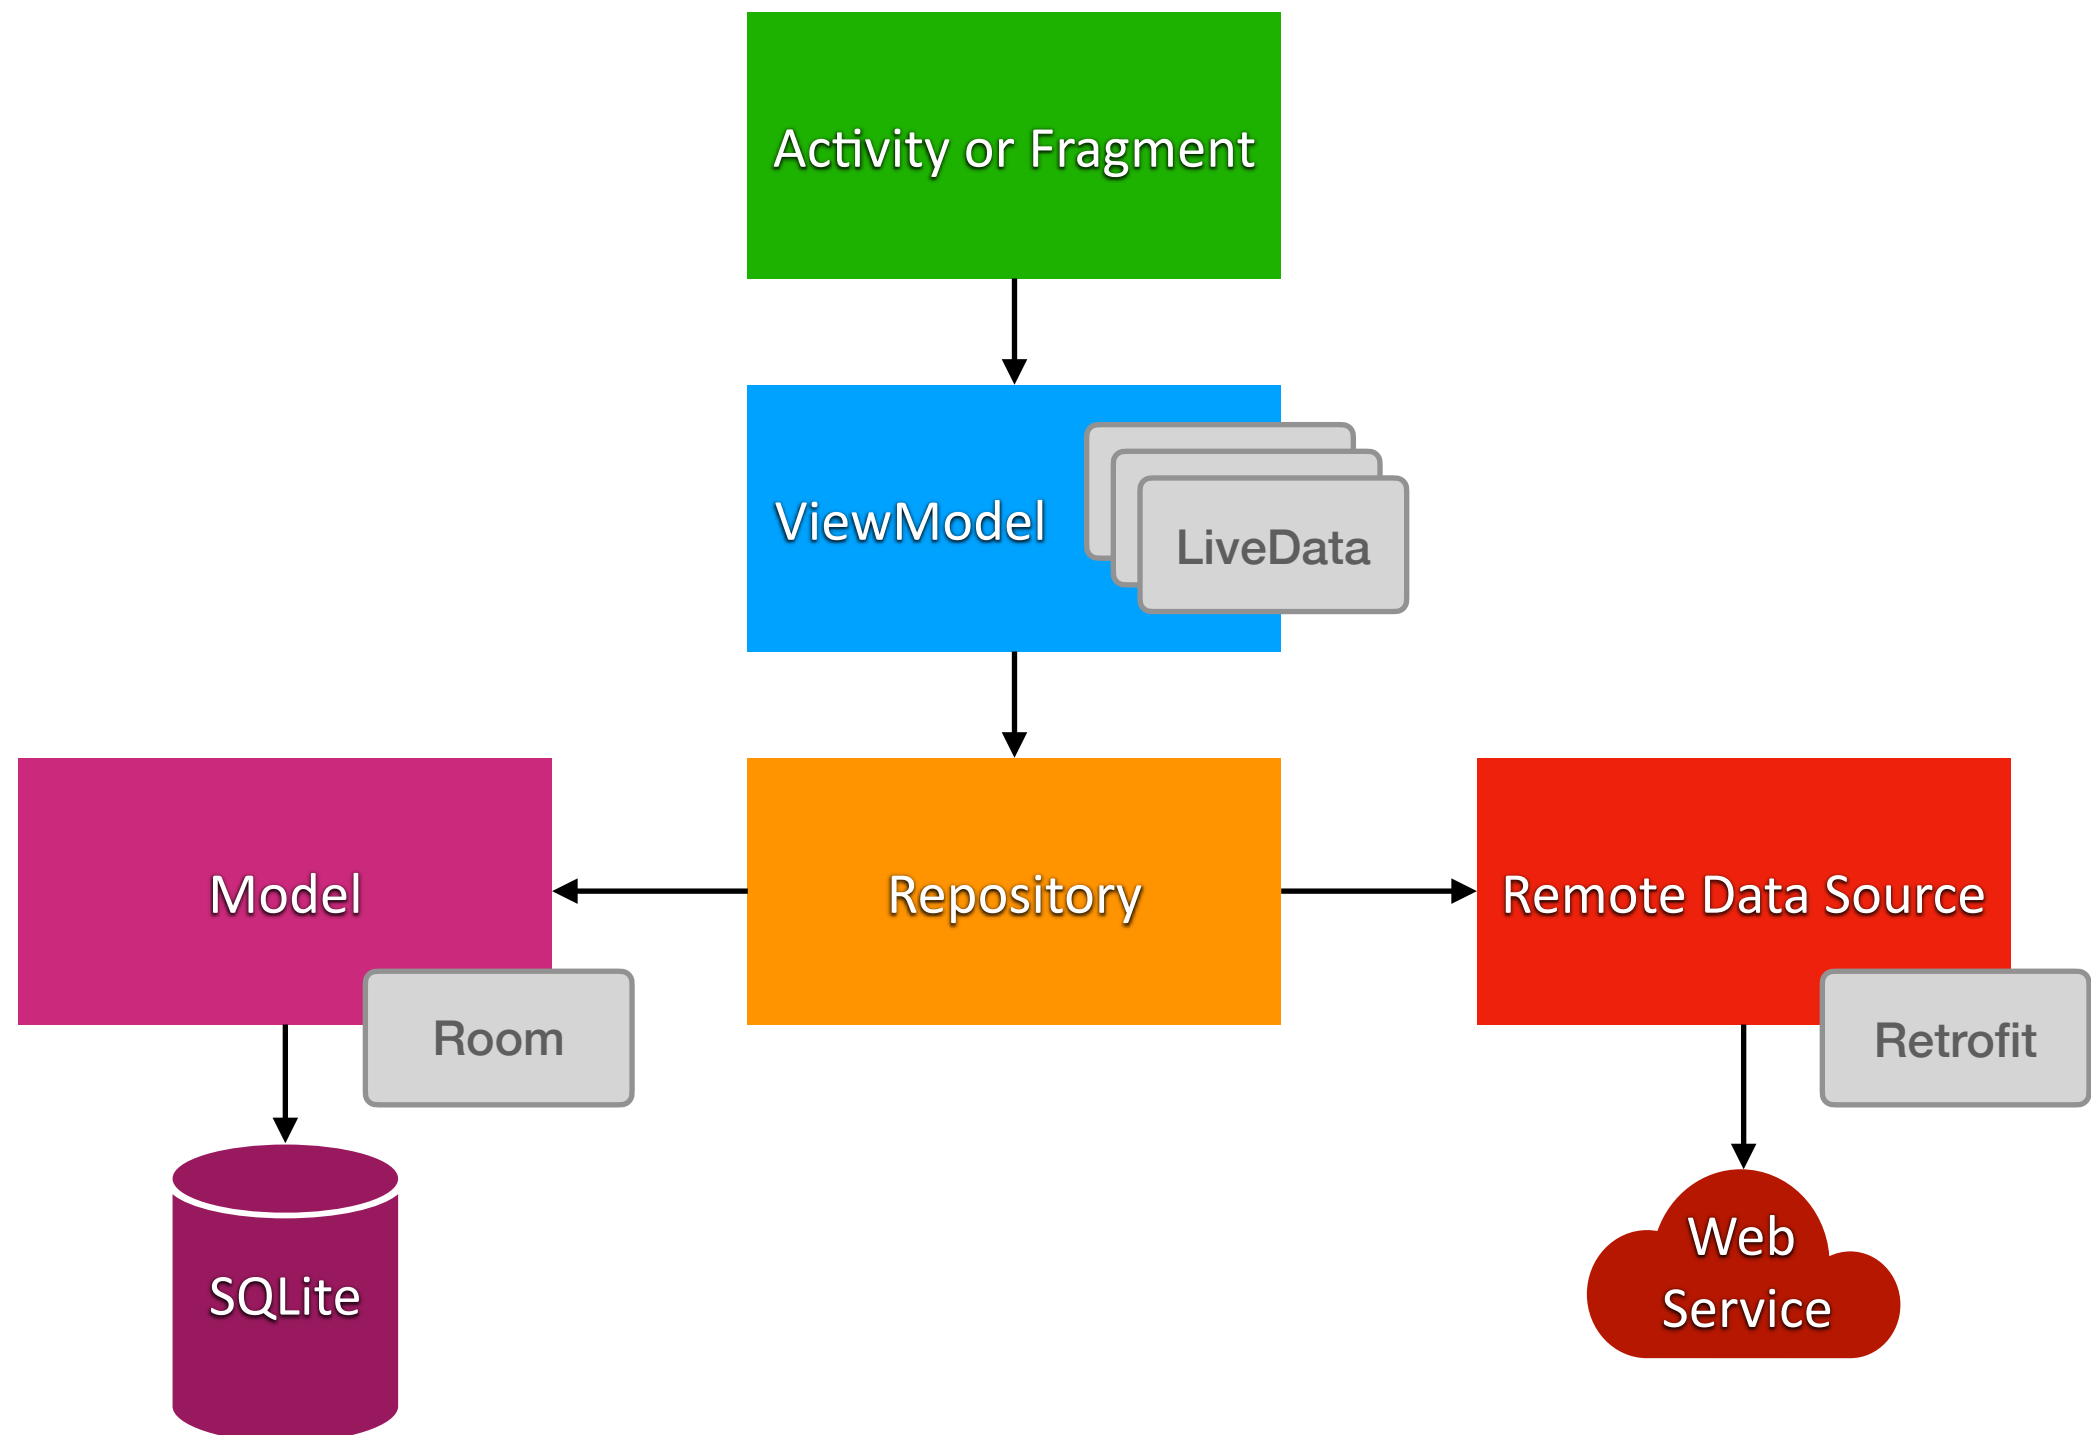 Activity or Fragment
ViewModel
LiveData
Model
Repository
Remote Data Source
Room
Retrofit
SQLite
Web
Service